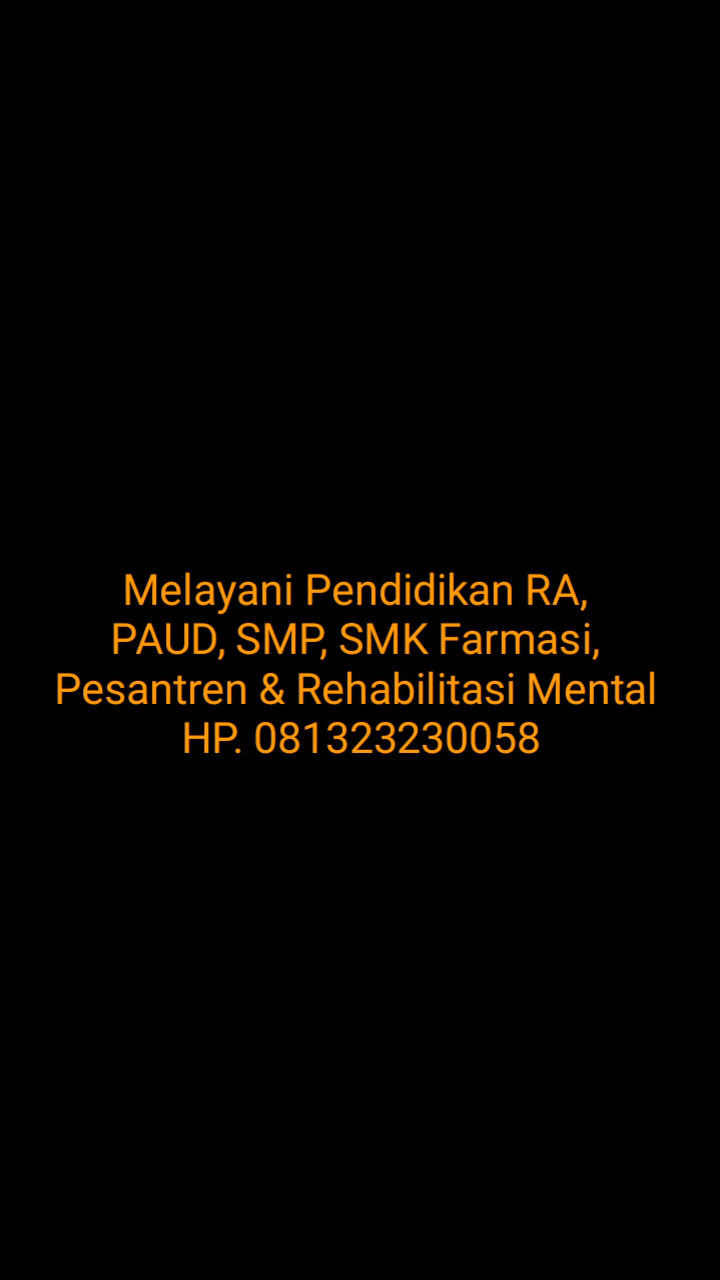 Melayani Pendidikan RA,
PAUD, SMP, SMK Farmasi,
Pesantren & Rehabilitasi Mental
HP. 081323230058